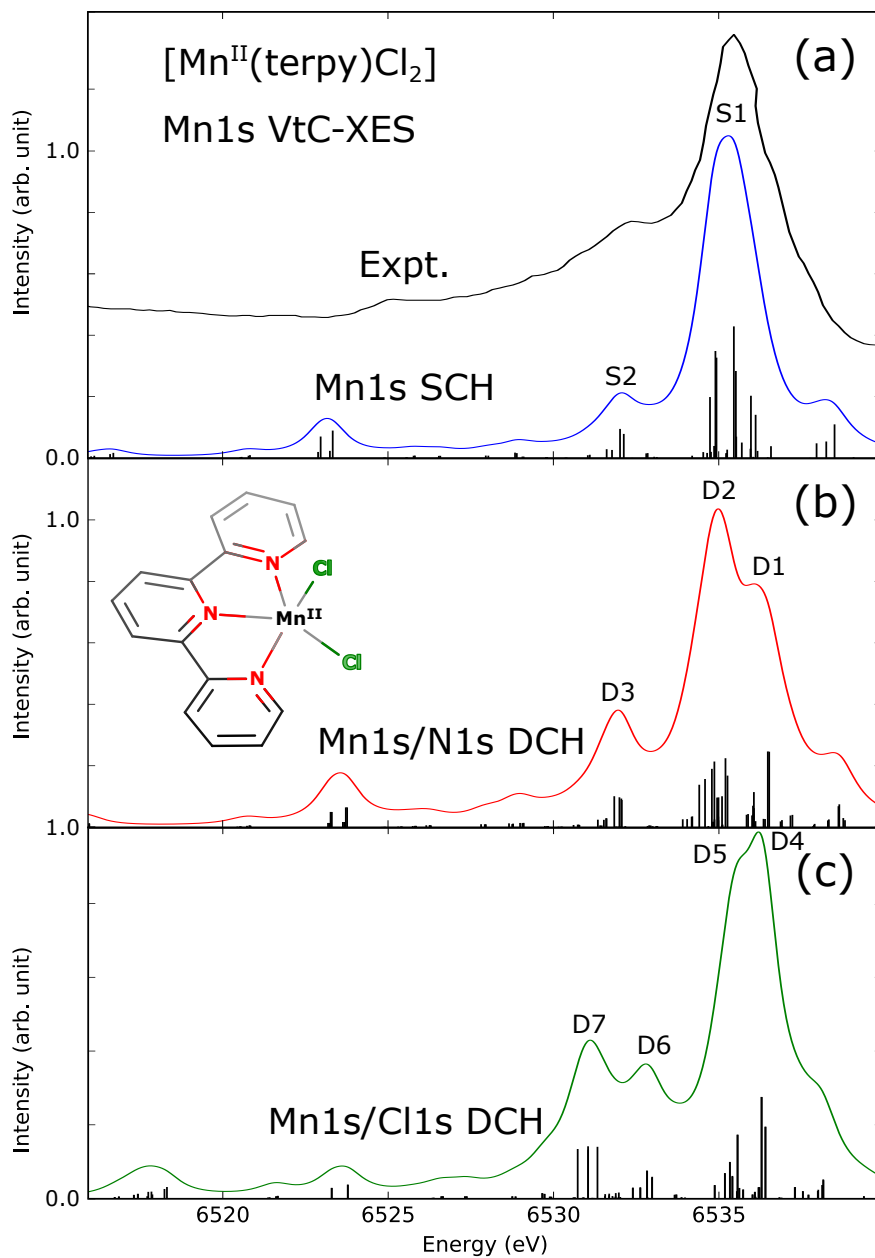 [Mn^II(terpy)Cl₂]
(a)
Mn1s VtC-XES
S1
1.0
Intensity (arb. unit)
Expt.
Mn1s SCH
S2
0.0
(b)
D2
1.0
D1
N
Cl
N
Mn^II
Cl
N
Intensity (arb. unit)
D3
Mn1s/N1s DCH
1.0
(c)
D5
D4
Intensity (arb. unit)
D7
D6
Mn1s/Cl1s DCH
0.0
6520
6525
6530
6535
Energy (eV)